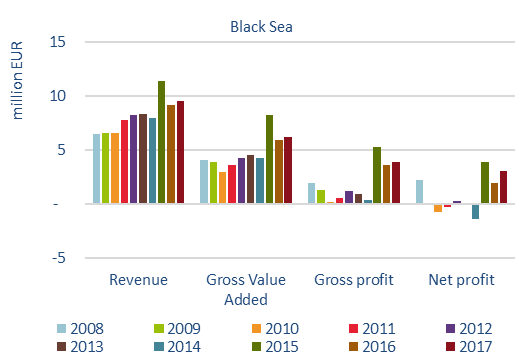 Black Sea
million EUR
15
10
5
-
-5
Revenue
Gross Value
Added
Gross profit
Net profit
2008
2009
2010
2011
2012
2013
2014
2015
2016
2017